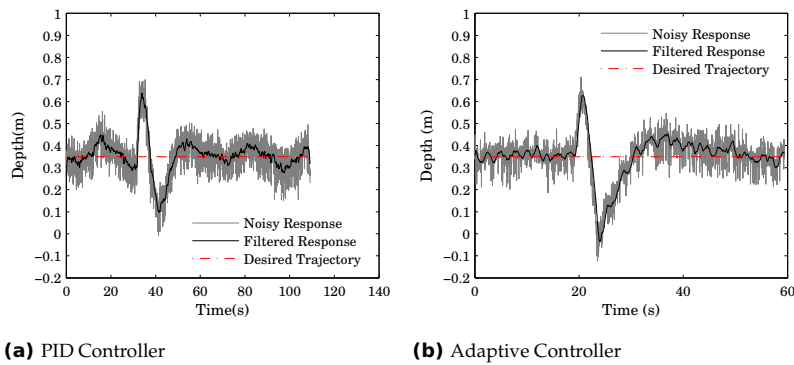 1
0.9
0.8
0.7
0.6
0.5
0.4
0.3
0.2
0.1
0
−0.1
−0.2
Depth(m)
0 20 40 60 80 100 120 140
Time(s)
Noisy Response
Filtered Response
Desired Trajectory
(a) PID Controller
1
0.9
0.8
0.7
0.6
0.5
0.4
0.3
0.2
0.1
0
−0.1
−0.2
Depth (m)
0 20 40 60
Time (s)
Noisy Response
Filtered Response
Desired Trajectory
(b) Adaptive Controller